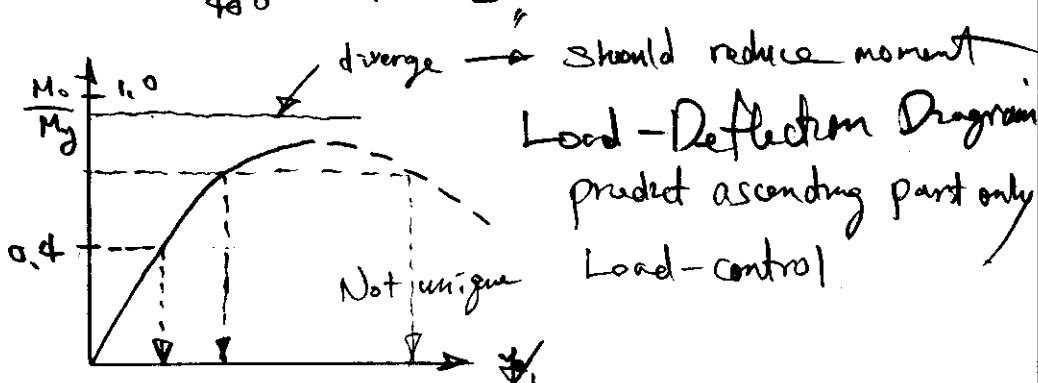 diverge → should reduce moment
M₀/My 1.0
Load-Deflection Diagram
predict ascending part only
0.4
Load-control
Not unique